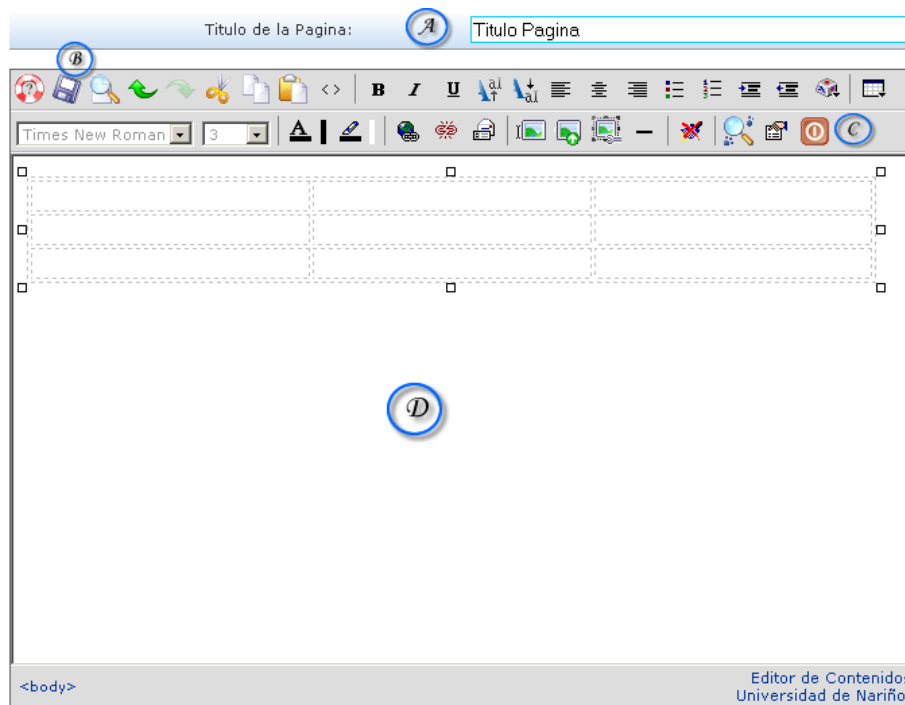 Titulo de la Pagina: A Titulo Pagina
B
B I U
Times New Roman 3 C
D
<body>
Editor de Contenidos
Universidad de Nariño